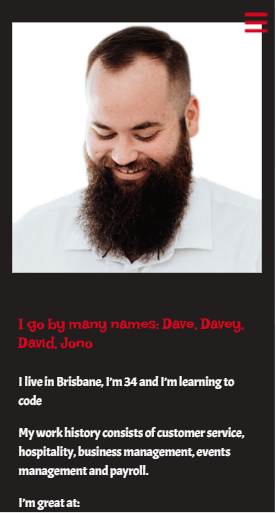 I go by many names; Dave, Davey,
David, Jono
I live in Brisbane, I'm 34 and I'm learning to
code
My work history consists of customer service,
hospitality, business management, events
management and payroll.
I'm great at: